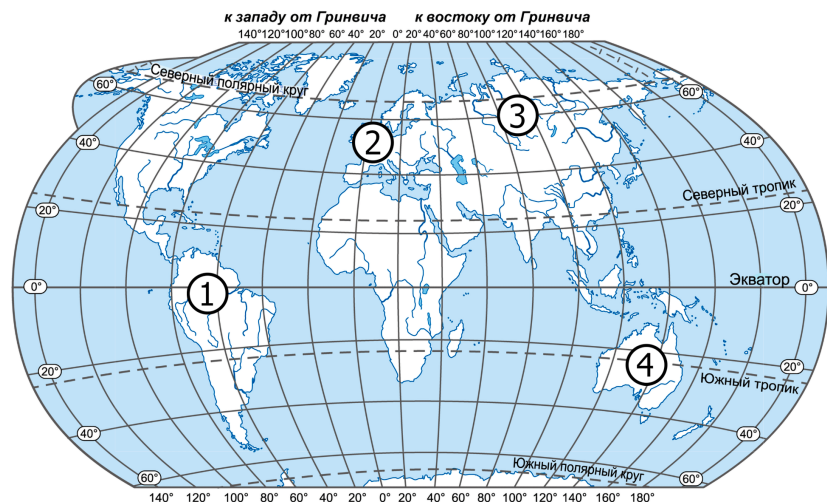 к западу от Гринвича к востоку от Гринвича
140° 120° 100° 80° 60° 40° 20° 0° 20° 40° 60° 80° 100° 120° 140° 160° 180°
Северный полярный круг
60° 60°
3
2
40° 40°
Северный тропик
20° 20°
Экватор
0° 0°
1
4
20° 20°
Южный тропик
40° 40°
Южный полярный круг
60° 60°
140° 120° 100° 80° 60° 40° 20° 0° 20° 40° 60° 80° 100° 120° 140° 160° 180°